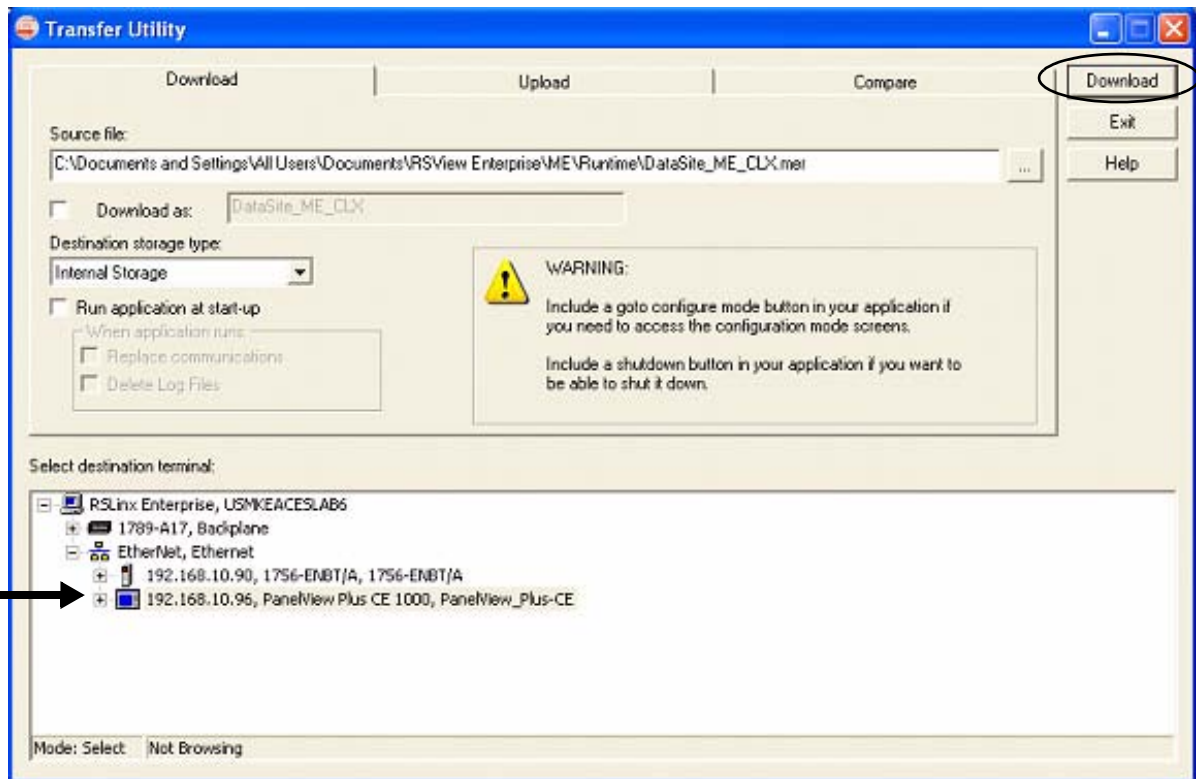 Transfer Utility
Download
Upload
Compare
Download
Exit
Help
Source file:
C:\Documents and Settings\All Users\Documents\RSView Enterprise\ME\Runtime\DataSite_ME_CLX.mer
...
Download as:
DataSite_ME_CLX
Destination storage type:
Internal Storage
Run application at start-up
When application runs:
Replace communications
Delete Log Files
WARNING:
Include a goto configure mode button in your application if
you need to access the configuration mode screens.
Include a shutdown button in your application if you want to
be able to shut it down.
Select destination terminal:
RSLinx Enterprise, USMKEACESLAB6
1789-A17, Backplane
EtherNet, Ethernet
192.168.10.90, 1756-ENBT/A, 1756-ENBT/A
192.168.10.96, PanelView Plus CE 1000, PanelView_Plus-CE
Mode: Select
Not Browsing